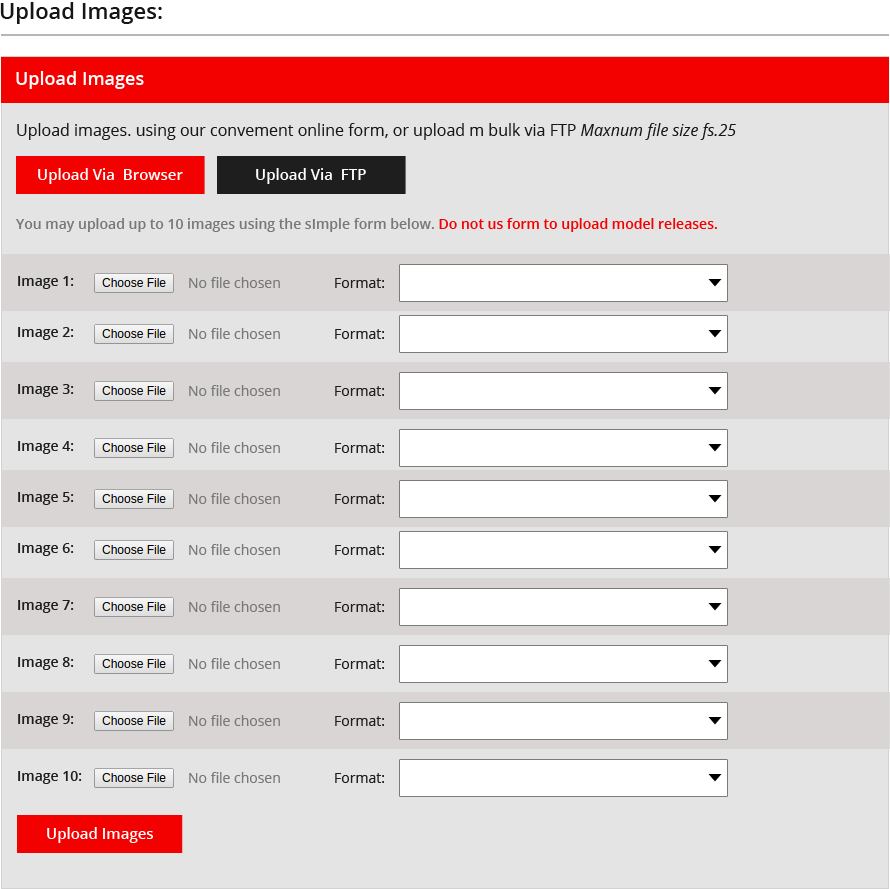 Upload Images:
Upload Images
Upload images. using our convement online form, or upload m bulk via FTP Maxnum file size fs.25
Upload Via Browser Upload Via FTP
You may upload up to 10 images using the sImple form below. Do not us form to upload model releases.
Image 1: Choose File No file chosen Format:
Image 2: Choose File No file chosen Format:
Image 3: Choose File No file chosen Format:
Image 4: Choose File No file chosen Format:
Image 5: Choose File No file chosen Format:
Image 6: Choose File No file chosen Format:
Image 7: Choose File No file chosen Format:
Image 8: Choose File No file chosen Format:
Image 9: Choose File No file chosen Format:
Image 10: Choose File No file chosen Format:
Upload Images